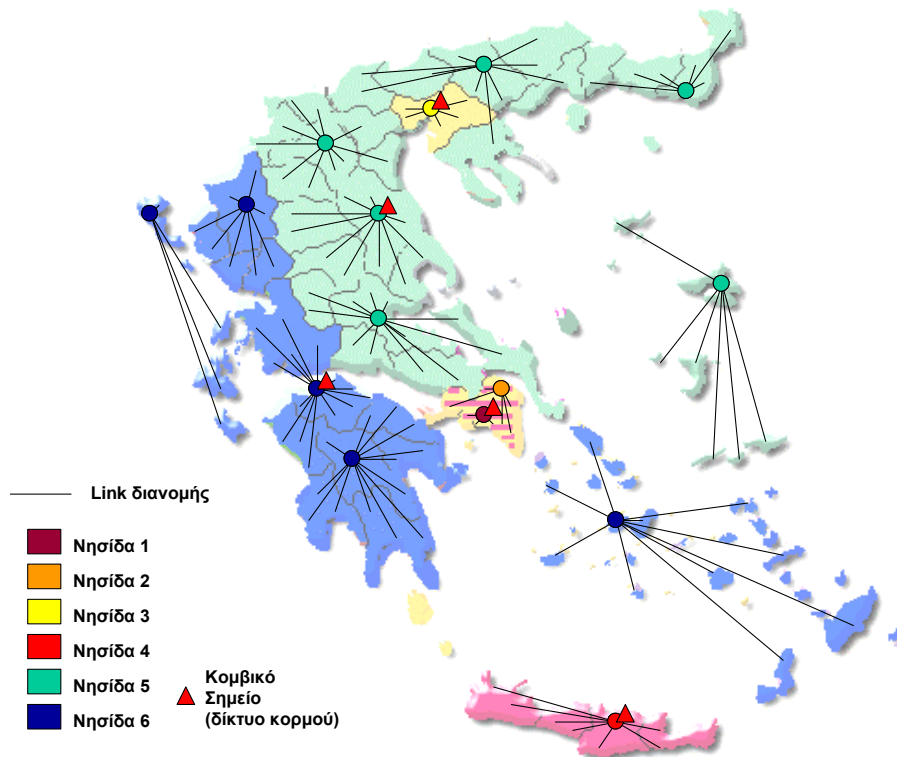 Link διανομής
Νησίδα 1
Νησίδα 2
Νησίδα 3
Νησίδα 4
Νησίδα 5
Νησίδα 6
Κομβικό
Σημείο
(δίκτυο κορμού)